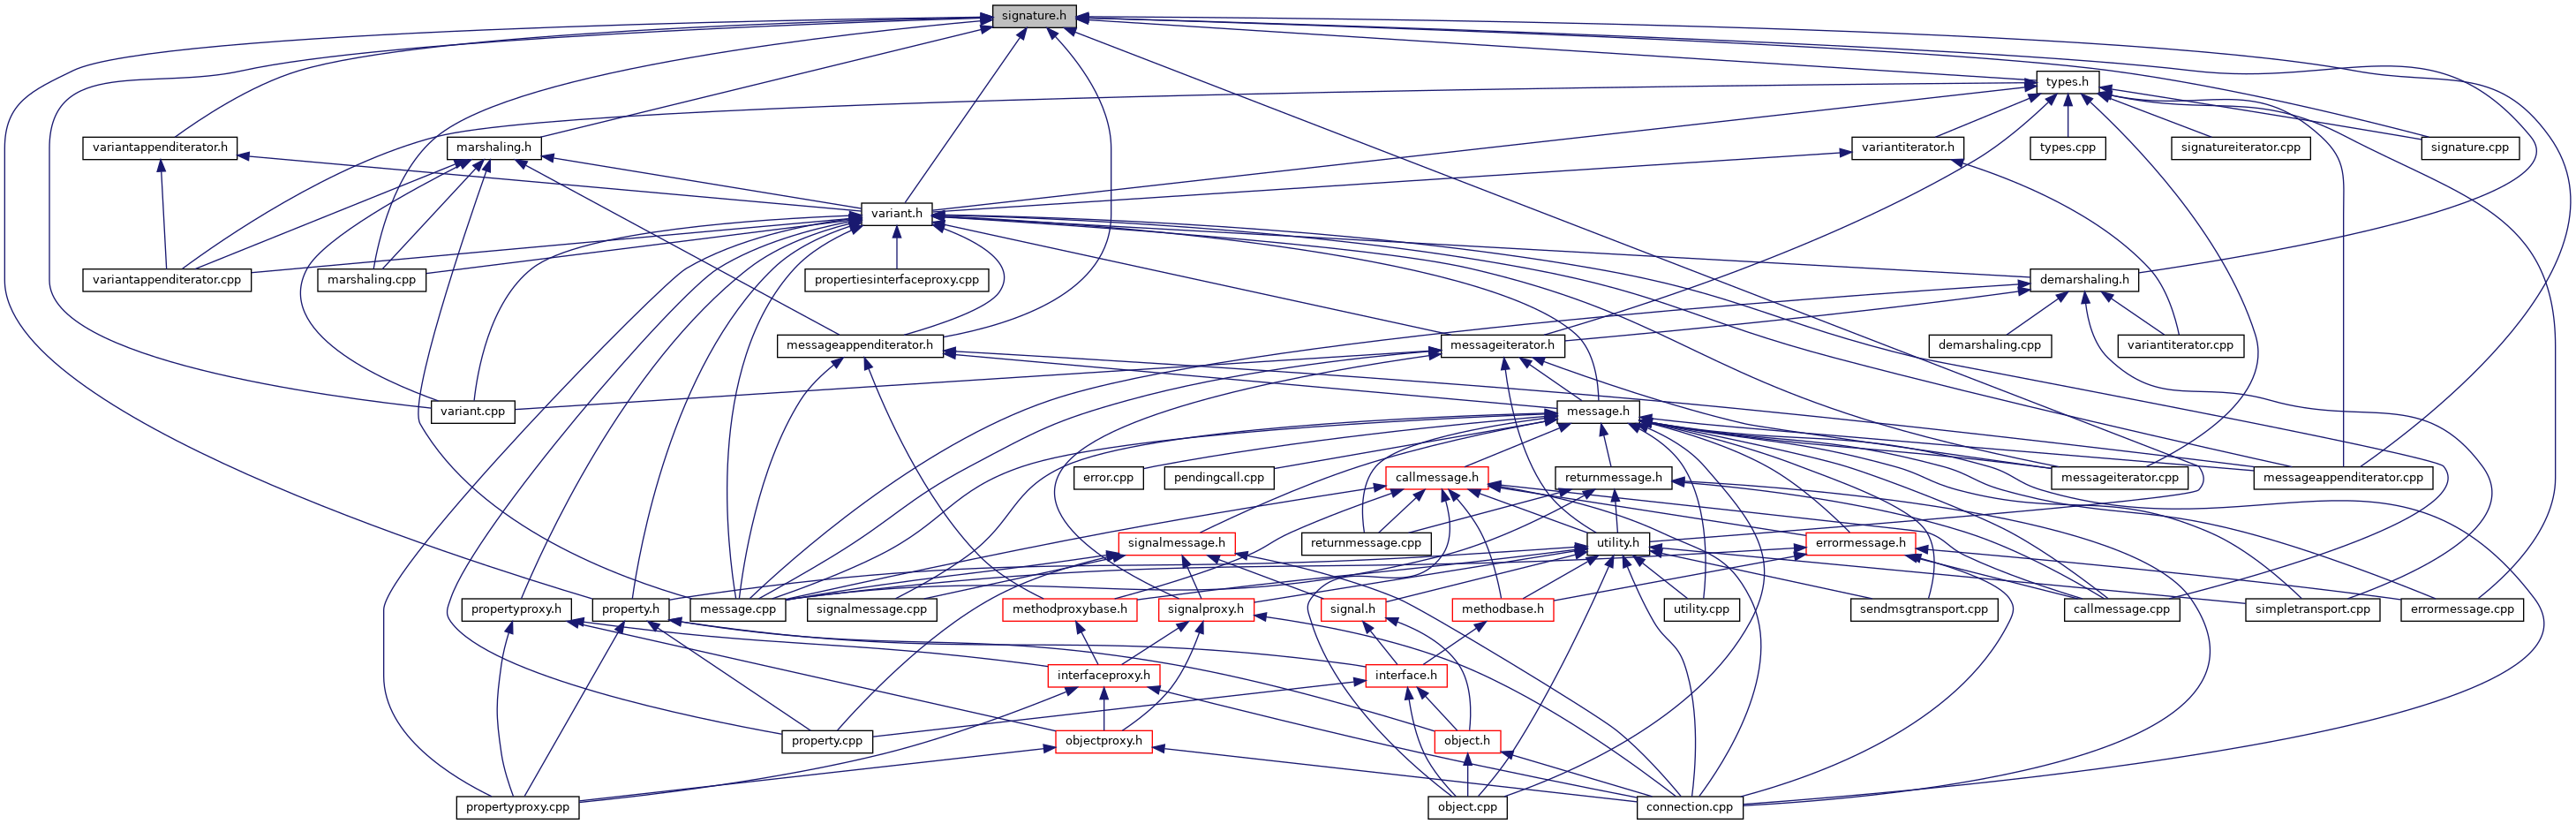 signature.h
types.h
variantappenditerator.h
marshaling.h
variantiterator.h
types.cpp
signatureiterator.cpp
signature.cpp
variant.h
variantappenditerator.cpp
marshaling.cpp
propertiesinterfaceproxy.cpp
demarshaling.h
messageappenditerator.h
messageiterator.h
demarshaling.cpp
variantiterator.cpp
variant.cpp
message.h
error.cpp
pendingcall.cpp
callmessage.h
returnmessage.h
messageiterator.cpp
messageappenditerator.cpp
signalmessage.h
returnmessage.cpp
utility.h
errormessage.h
propertyproxy.h
property.h
message.cpp
signalmessage.cpp
methodproxybase.h
signalproxy.h
signal.h
methodbase.h
utility.cpp
sendmsgtransport.cpp
callmessage.cpp
simpletransport.cpp
errormessage.cpp
interfaceproxy.h
interface.h
property.cpp
objectproxy.h
object.h
propertyproxy.cpp
object.cpp
connection.cpp